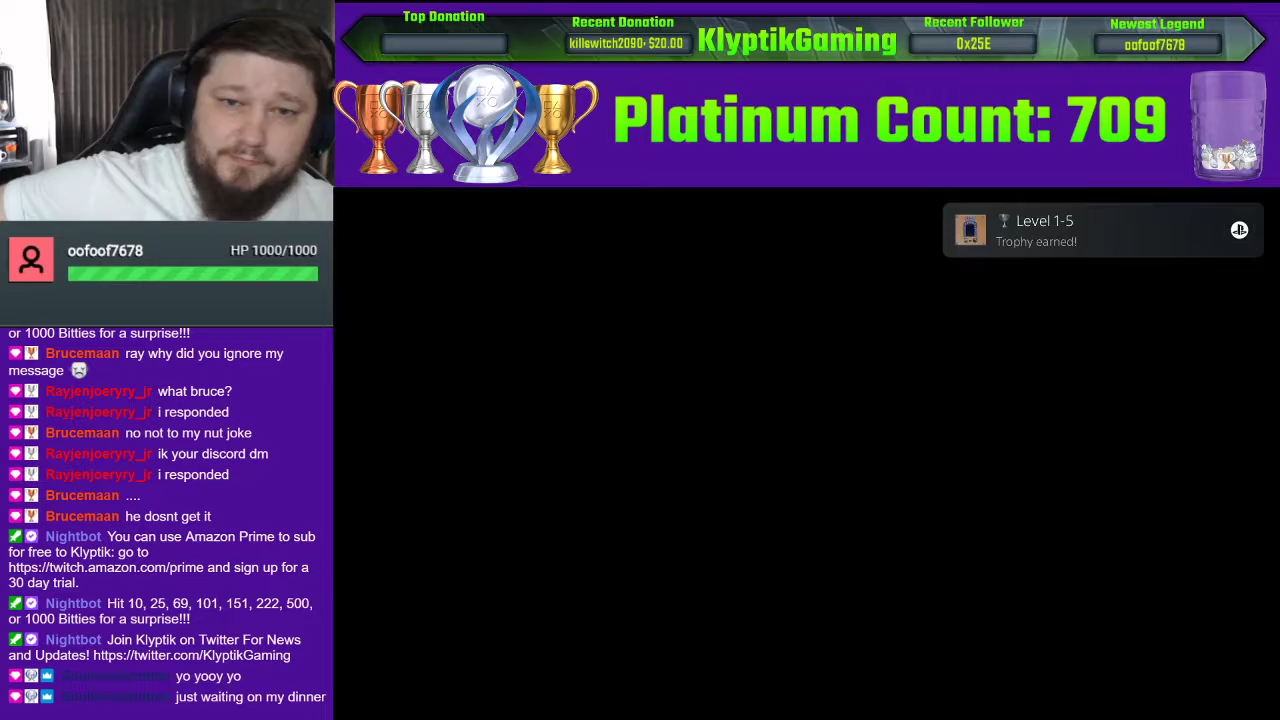 Top Donation
Recent Donation
killswitch2090: $20.00
KlyptikGaming
Recent Follower
0x25E
Newest Legend
oofoof7678
Platinum Count: 709
Level 1-5
Trophy earned!
oofoof7678
HP 1000/1000
or 1000 Bitties for a surprise!!!
Brucemaan ray why did you ignore my
message
Rayjenjoeryry_jr what bruce?
Rayjenjoeryry_jr i responded
Brucemaan no not to my nut joke
Rayjenjoeryry_jr ik your discord dm
Rayjenjoeryry_jr i responded
Brucemaan ....
Brucemaan he dosnt get it
Nightbot You can use Amazon Prime to sub
for free to Klyptik: go to
https://twitch.amazon.com/prime and sign up for a
30 day trial.
Nightbot Hit 10, 25, 69, 101, 151, 222, 500,
or 1000 Bitties for a surprise!!!
Nightbot Join Klyptik on Twitter For News
and Updates! https://twitter.com/KlyptikGaming
yo yooy yo
just waiting on my dinner